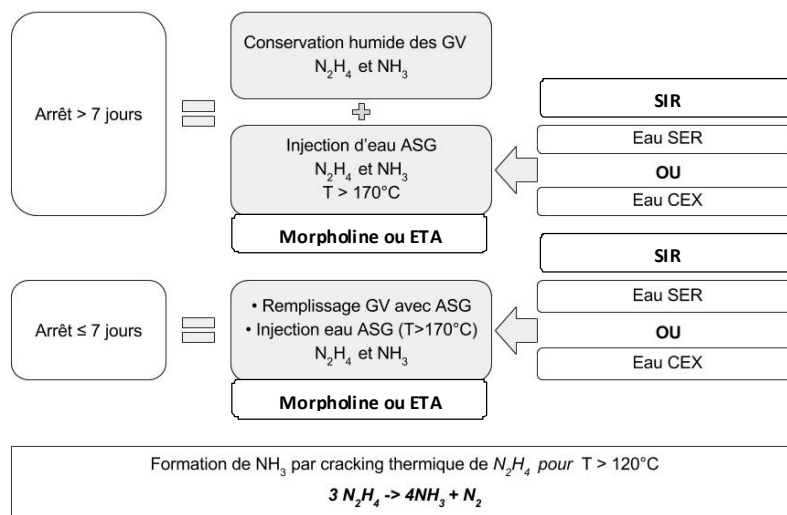 Arrêt > 7 jours
Conservation humide des GV
N₂H₄ et NH₃
Injection d'eau ASG
N₂H₄ et NH₃
T > 170°C
Morpholine ou ETA
SIR
Eau SER
OU
Eau CEX
Arrêt ≤ 7 jours
• Remplissage GV avec ASG
• Injection eau ASG (T>170°C)
N₂H₄ et NH₃
Morpholine ou ETA
SIR
Eau SER
OU
Eau CEX
Formation de NH₃ par cracking thermique de N₂H₄ pour T > 120°C
3 N₂H₄ -> 4NH₃ + N₂